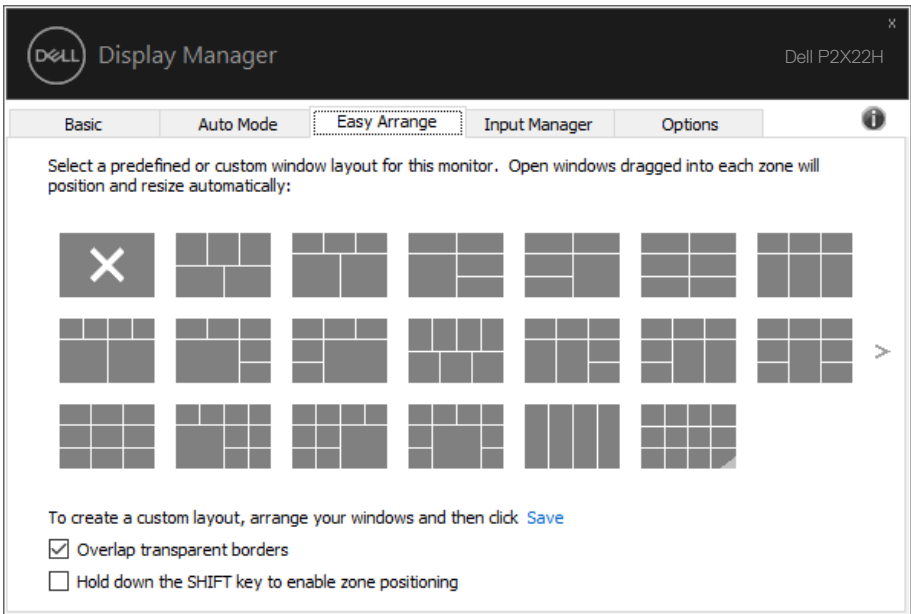 x
DELL Display Manager
Dell P2X22H
Basic Auto Mode Easy Arrange Input Manager Options
Select a predefined or custom window layout for this monitor. Open windows dragged into each zone will
position and resize automatically:
>
To create a custom layout, arrange your windows and then click Save
Overlap transparent borders
Hold down the SHIFT key to enable zone positioning